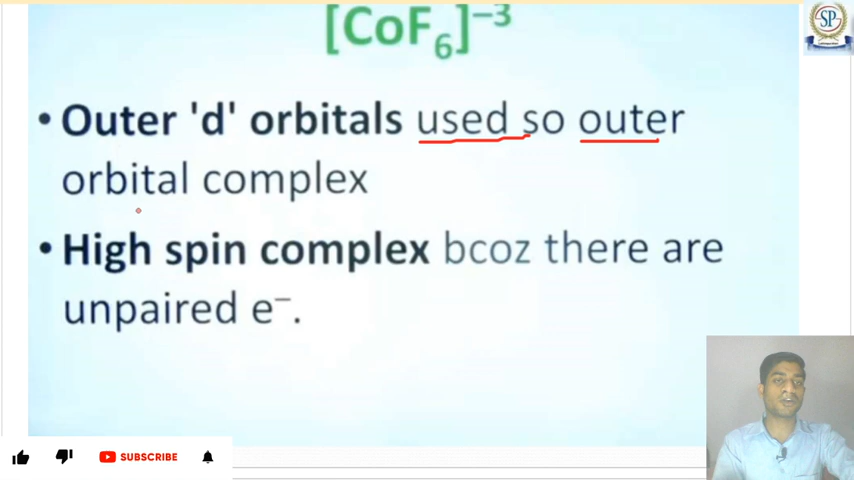 [CoF₆]⁻³
• Outer 'd' orbitals used so outer
orbital complex
• High spin complex bcoz there are
unpaired e⁻.
SUBSCRIBE
SP